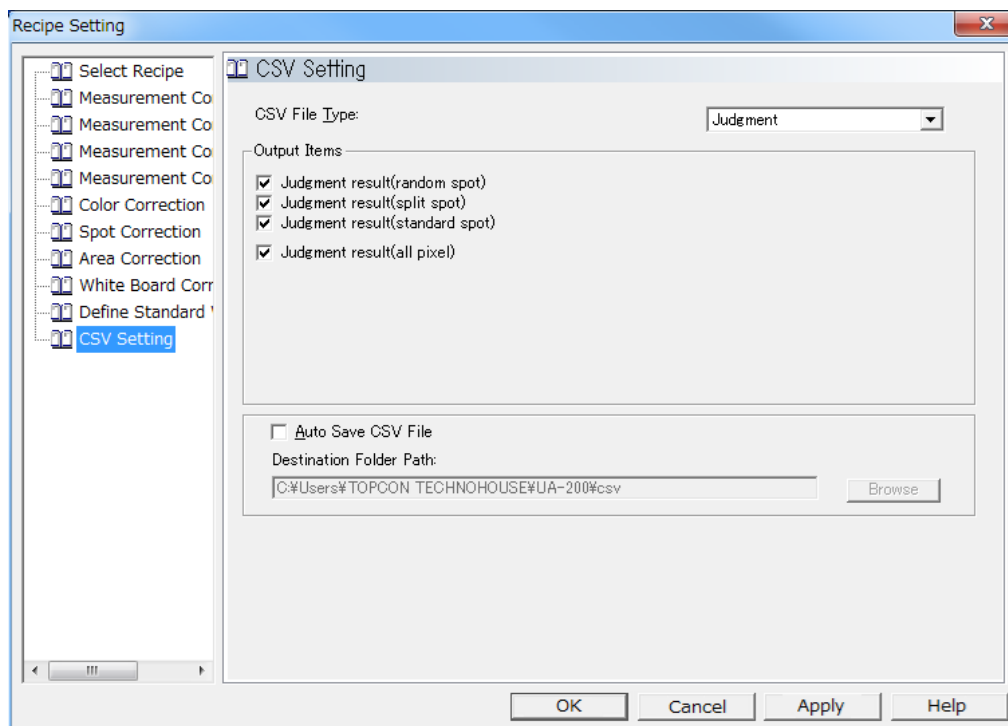 Recipe Setting
Select Recipe
Measurement Co
Measurement Co
Measurement Co
Measurement Co
Color Correction
Spot Correction
Area Correction
White Board Corr
Define Standard
CSV Setting
CSV Setting
CSV File Type:
Judgment
Output Items
Judgment result(random spot)
Judgment result(split spot)
Judgment result(standard spot)
Judgment result(all pixel)
Auto Save CSV File
Destination Folder Path:
C:¥Users¥TOPCON TECHNOHOUSE¥UA-200¥csv
Browse
OK
Cancel
Apply
Help